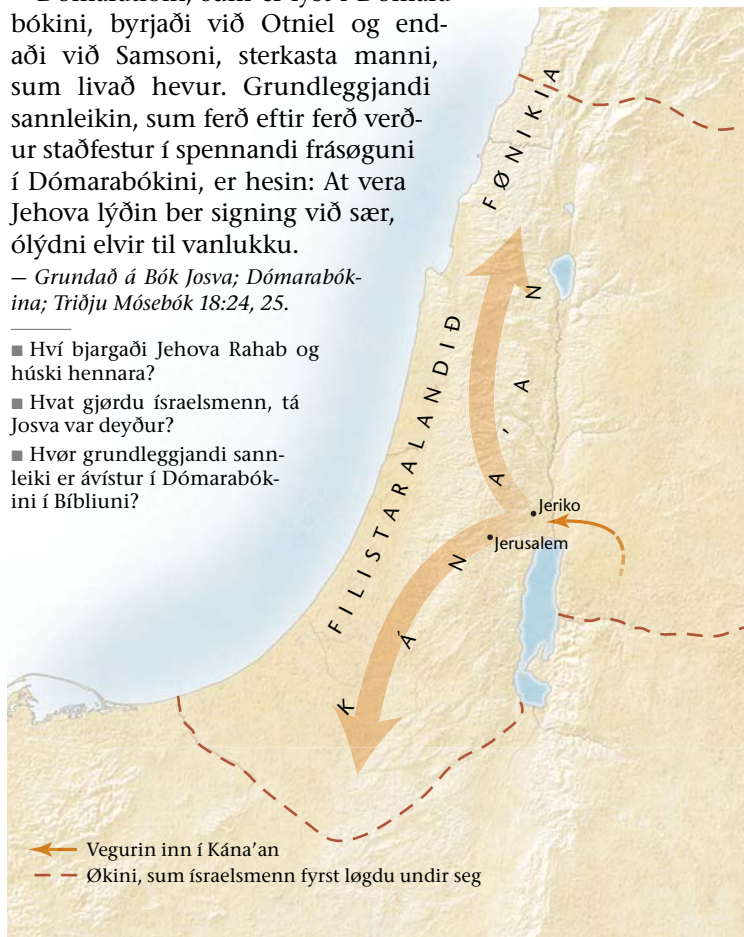 bókini, byrjaði við Otniel og end-
aði við Samsoni, sterkasta manni,
sum livað hevur. Grundleggjandi
sannleikin, sum ferð eftir ferð verð-
ur staðfestur í spennandi frásøguni
í Dómarabókini, er hesin: At vera
Jehova lýðin ber signing við sær,
ólýdni elvir til vanlukku.
— Grundað á Bók Josva; Dómarabók-
ina; Triðju Mósebók 18:24, 25.
■ Hví bjargaði Jehova Rahab og
húski hennara?
■ Hvat gjørdu ísraelsmenn, tá
Josva var deyður?
■ Hvør grundleggjandi sann-
leiki er ávístur í Dómarabók-
ini í Bíbliuni?
FØNIKIA
FILISTARALANDIÐ
KÁNA'AN
Jeriko
Jerusalem
Vegurin inn í Kána'an
Økini, sum ísraelsmenn fyrst løgdu undir seg